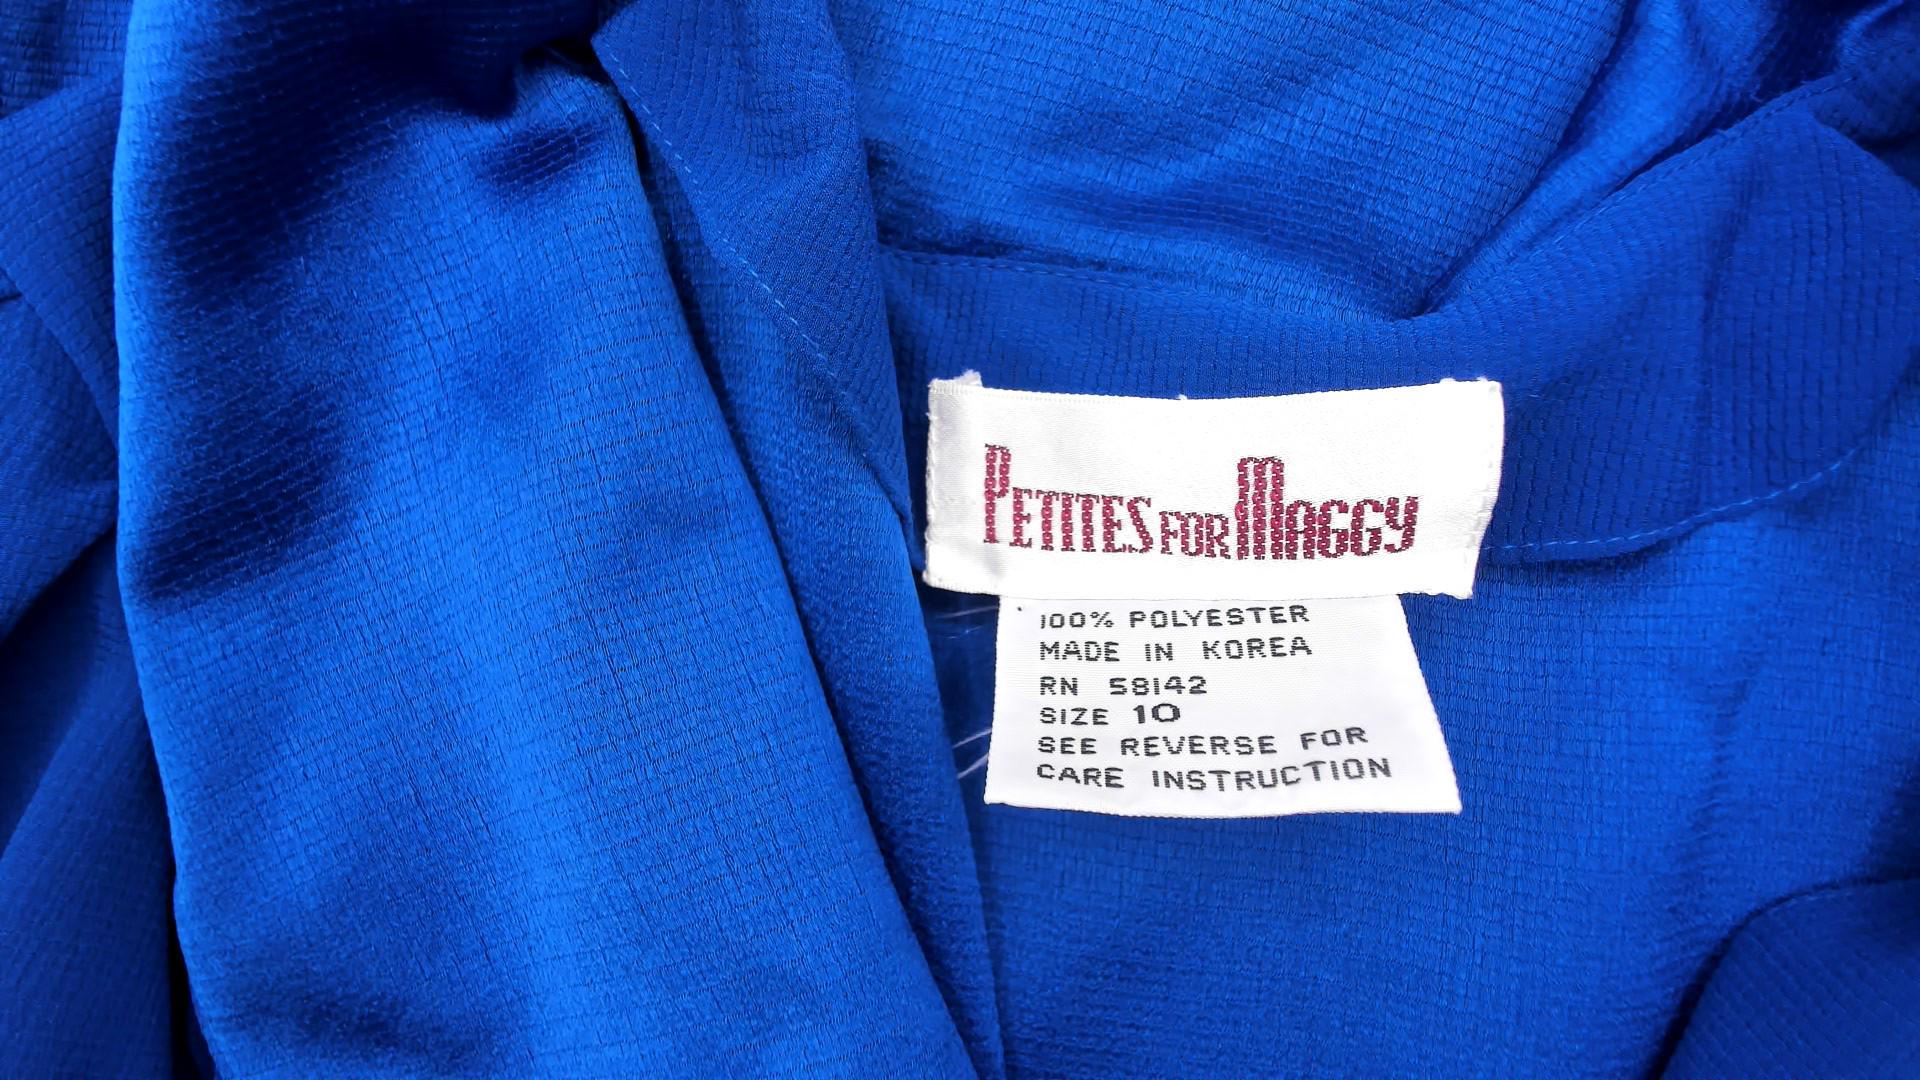 PETITES FOR MAGGY
100% POLYESTER
MADE IN KOREA
RN 58142
SIZE 10
SEE REVERSE FOR
CARE INSTRUCTION